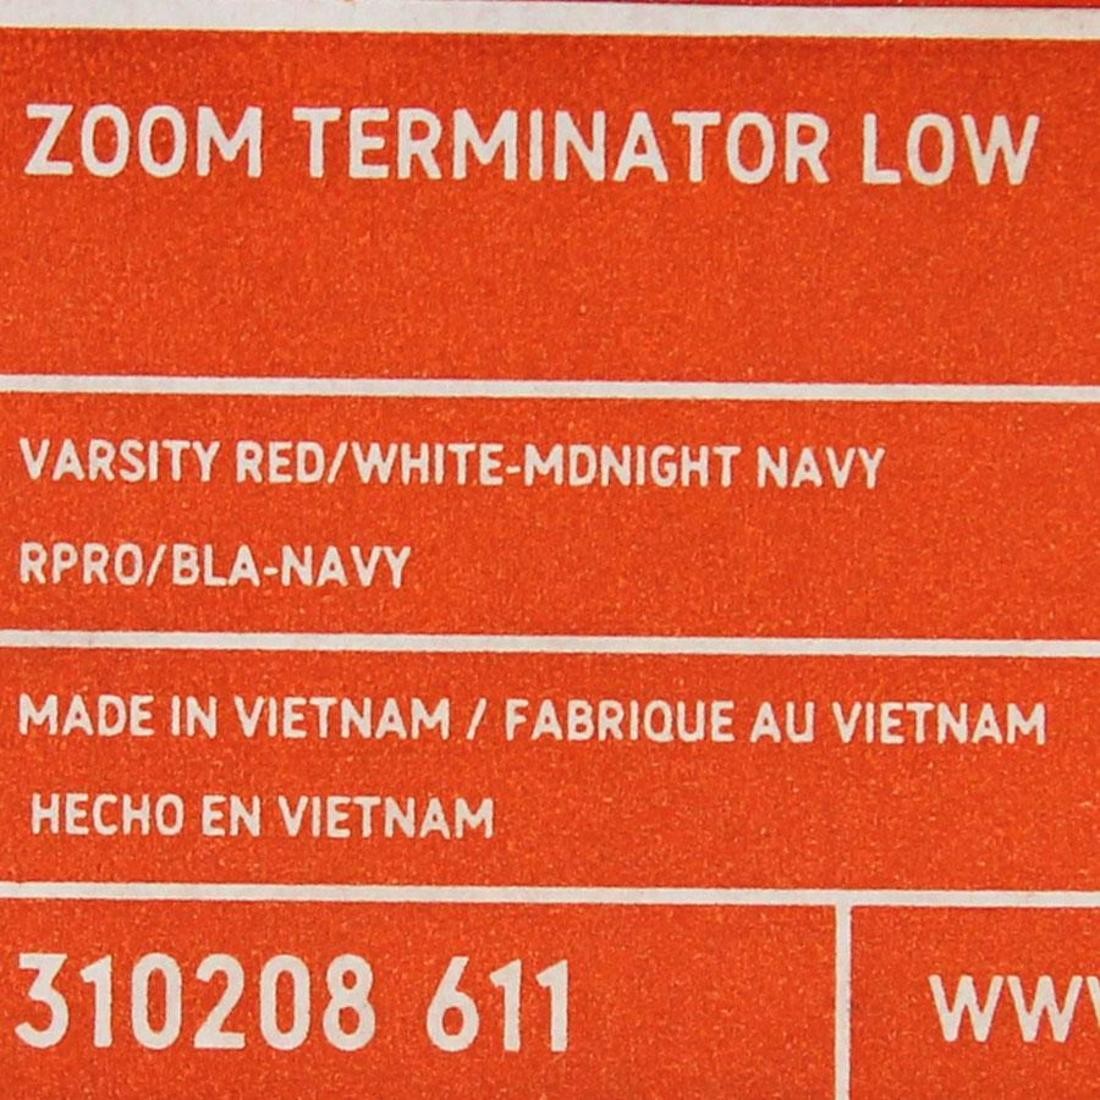 ZOOM TERMINATOR LOW
VARSITY RED/WHITE-MDNIGHT NAVY
RPRO/BLA-NAVY
MADE IN VIETNAM / FABRIQUE AU VIETNAM
HECHO EN VIETNAM
310208 611